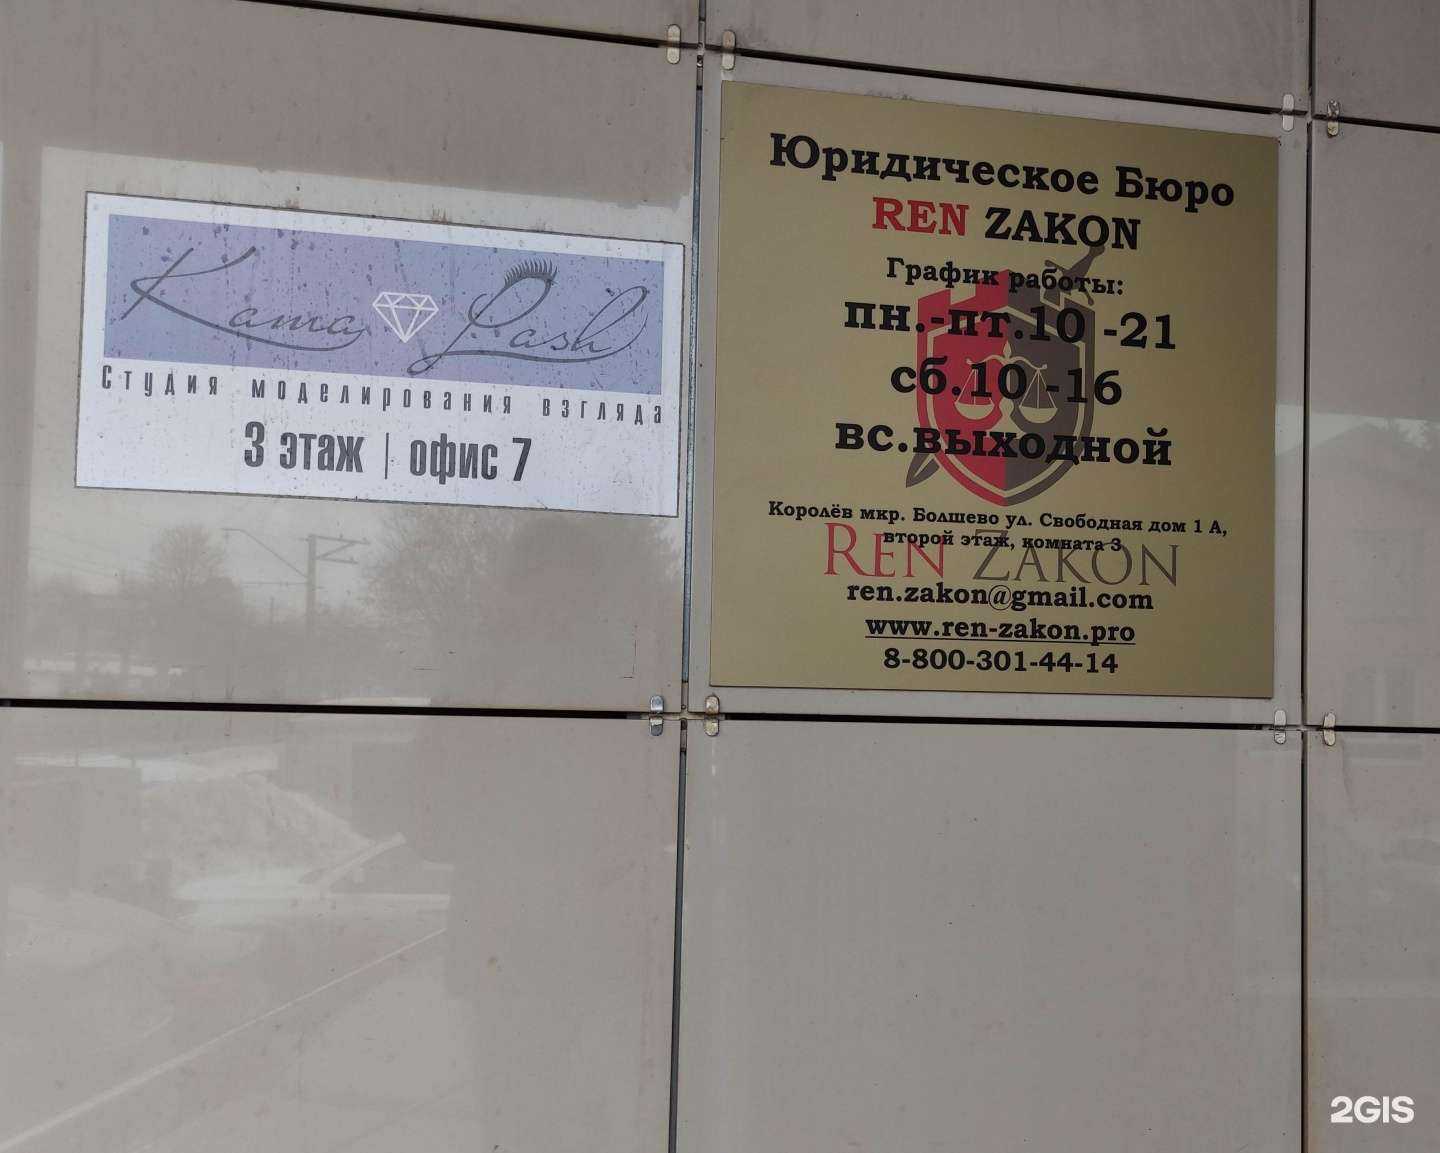 Kama Lash
Студия моделирования взгляда
3 этаж | офис 7
Юридическое Бюро
REN ZAKON
График работы:
пн.-пт.10 -21
сб.10 -16
вс.выходной
Королёв мкр. Болшево ул. Свободная дом 1 А,
второй этаж, комната 3
REN ZAKON
ren.zakon@gmail.com
www.ren-zakon.pro
8-800-301-44-14
2GIS